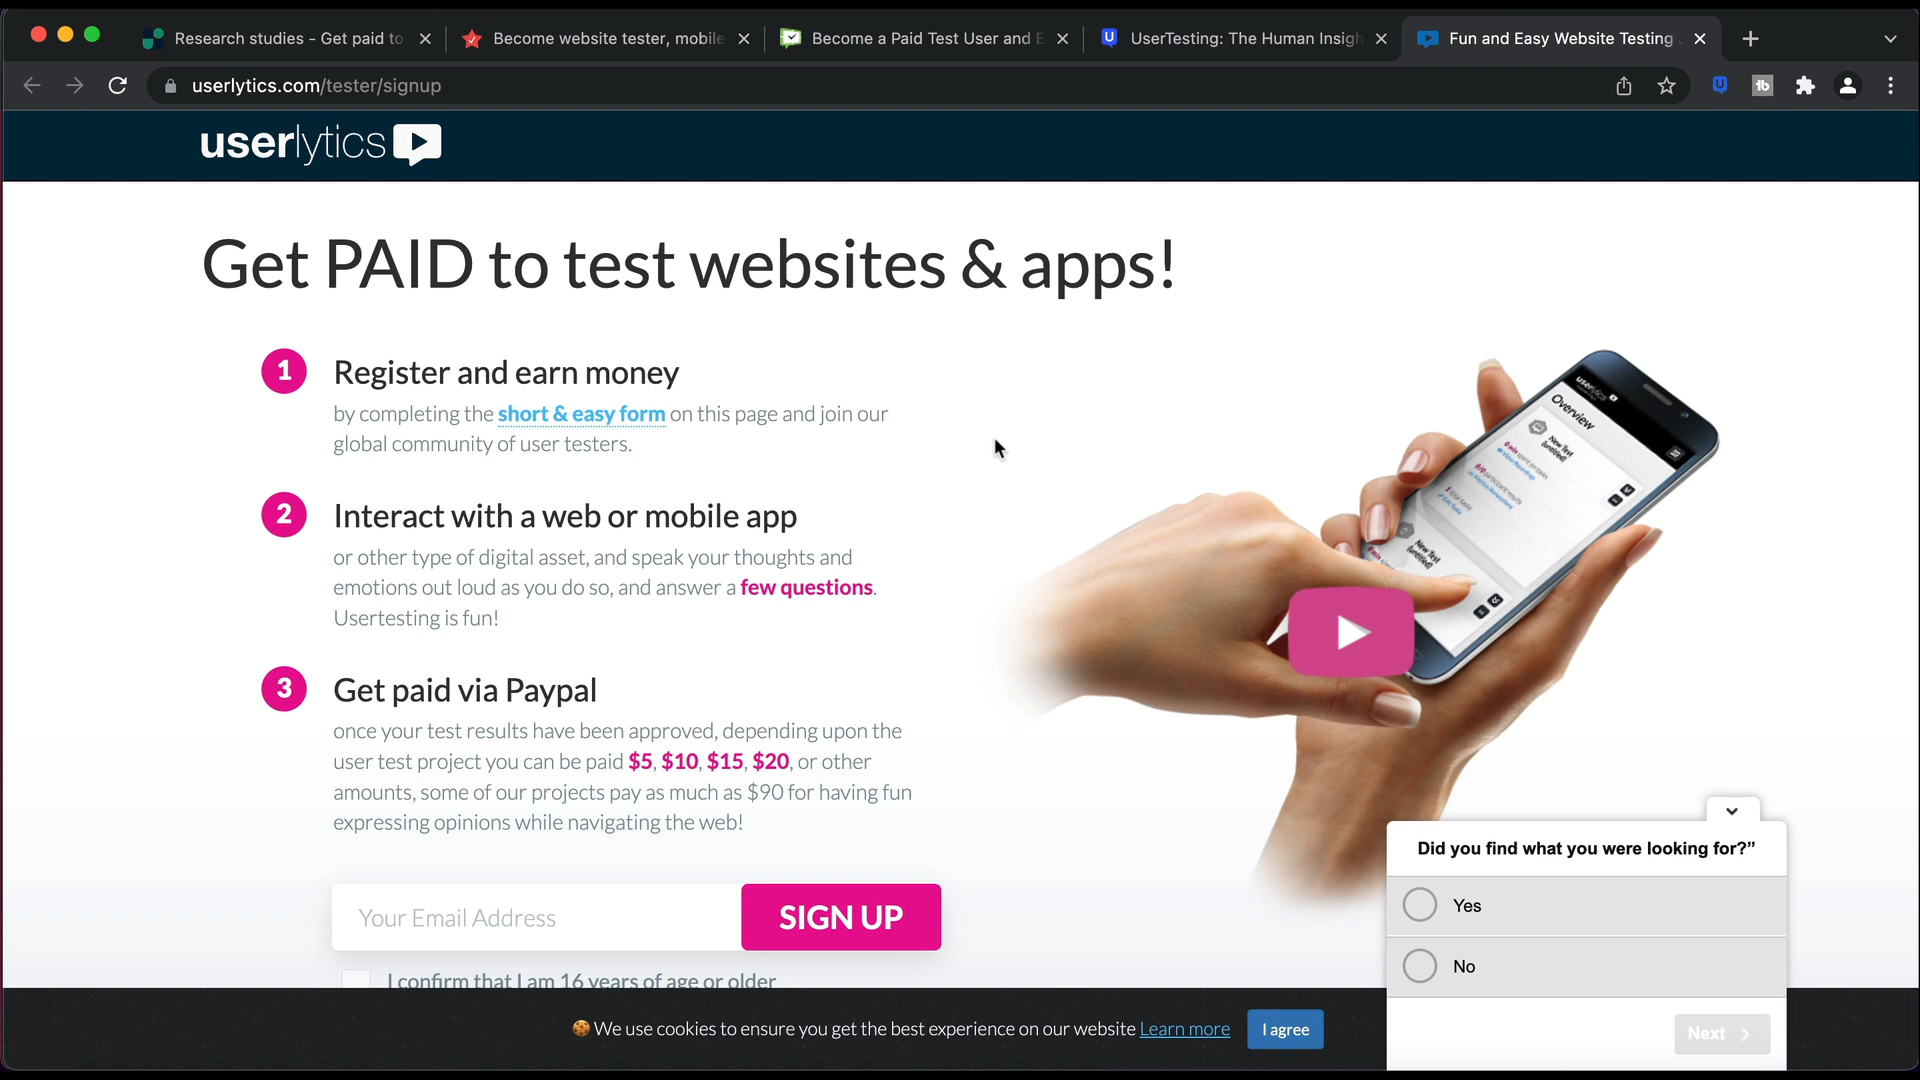 Research studies - Get paid to
Become website tester, mobile
Become a Paid Test User and E
UserTesting: The Human Insigh
Fun and Easy Website Testing
userlytics.com/tester/signup
userlytics
Get PAID to test websites & apps!
1
Register and earn money
by completing the short & easy form on this page and join our
global community of user testers.
2
Interact with a web or mobile app
or other type of digital asset, and speak your thoughts and
emotions out loud as you do so, and answer a few questions.
Usertesting is fun!
3
Get paid via Paypal
once your test results have been approved, depending upon the
user test project you can be paid $5, $10, $15, $20, or other
amounts, some of our projects pay as much as $90 for having fun
expressing opinions while navigating the web!
Your Email Address
SIGN UP
I confirm that I am 16 years of age or older
userlytics
Overview
New Test
(untitled)
New Test
(untitled)
Did you find what you were looking for?”
Yes
No
Next
We use cookies to ensure you get the best experience on our website Learn more
I agree